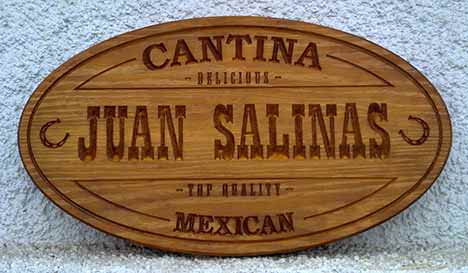 CANTINA
- DELICIOUS -
JUAN SALINAS
- TOP QUALITY -
MEXICAN